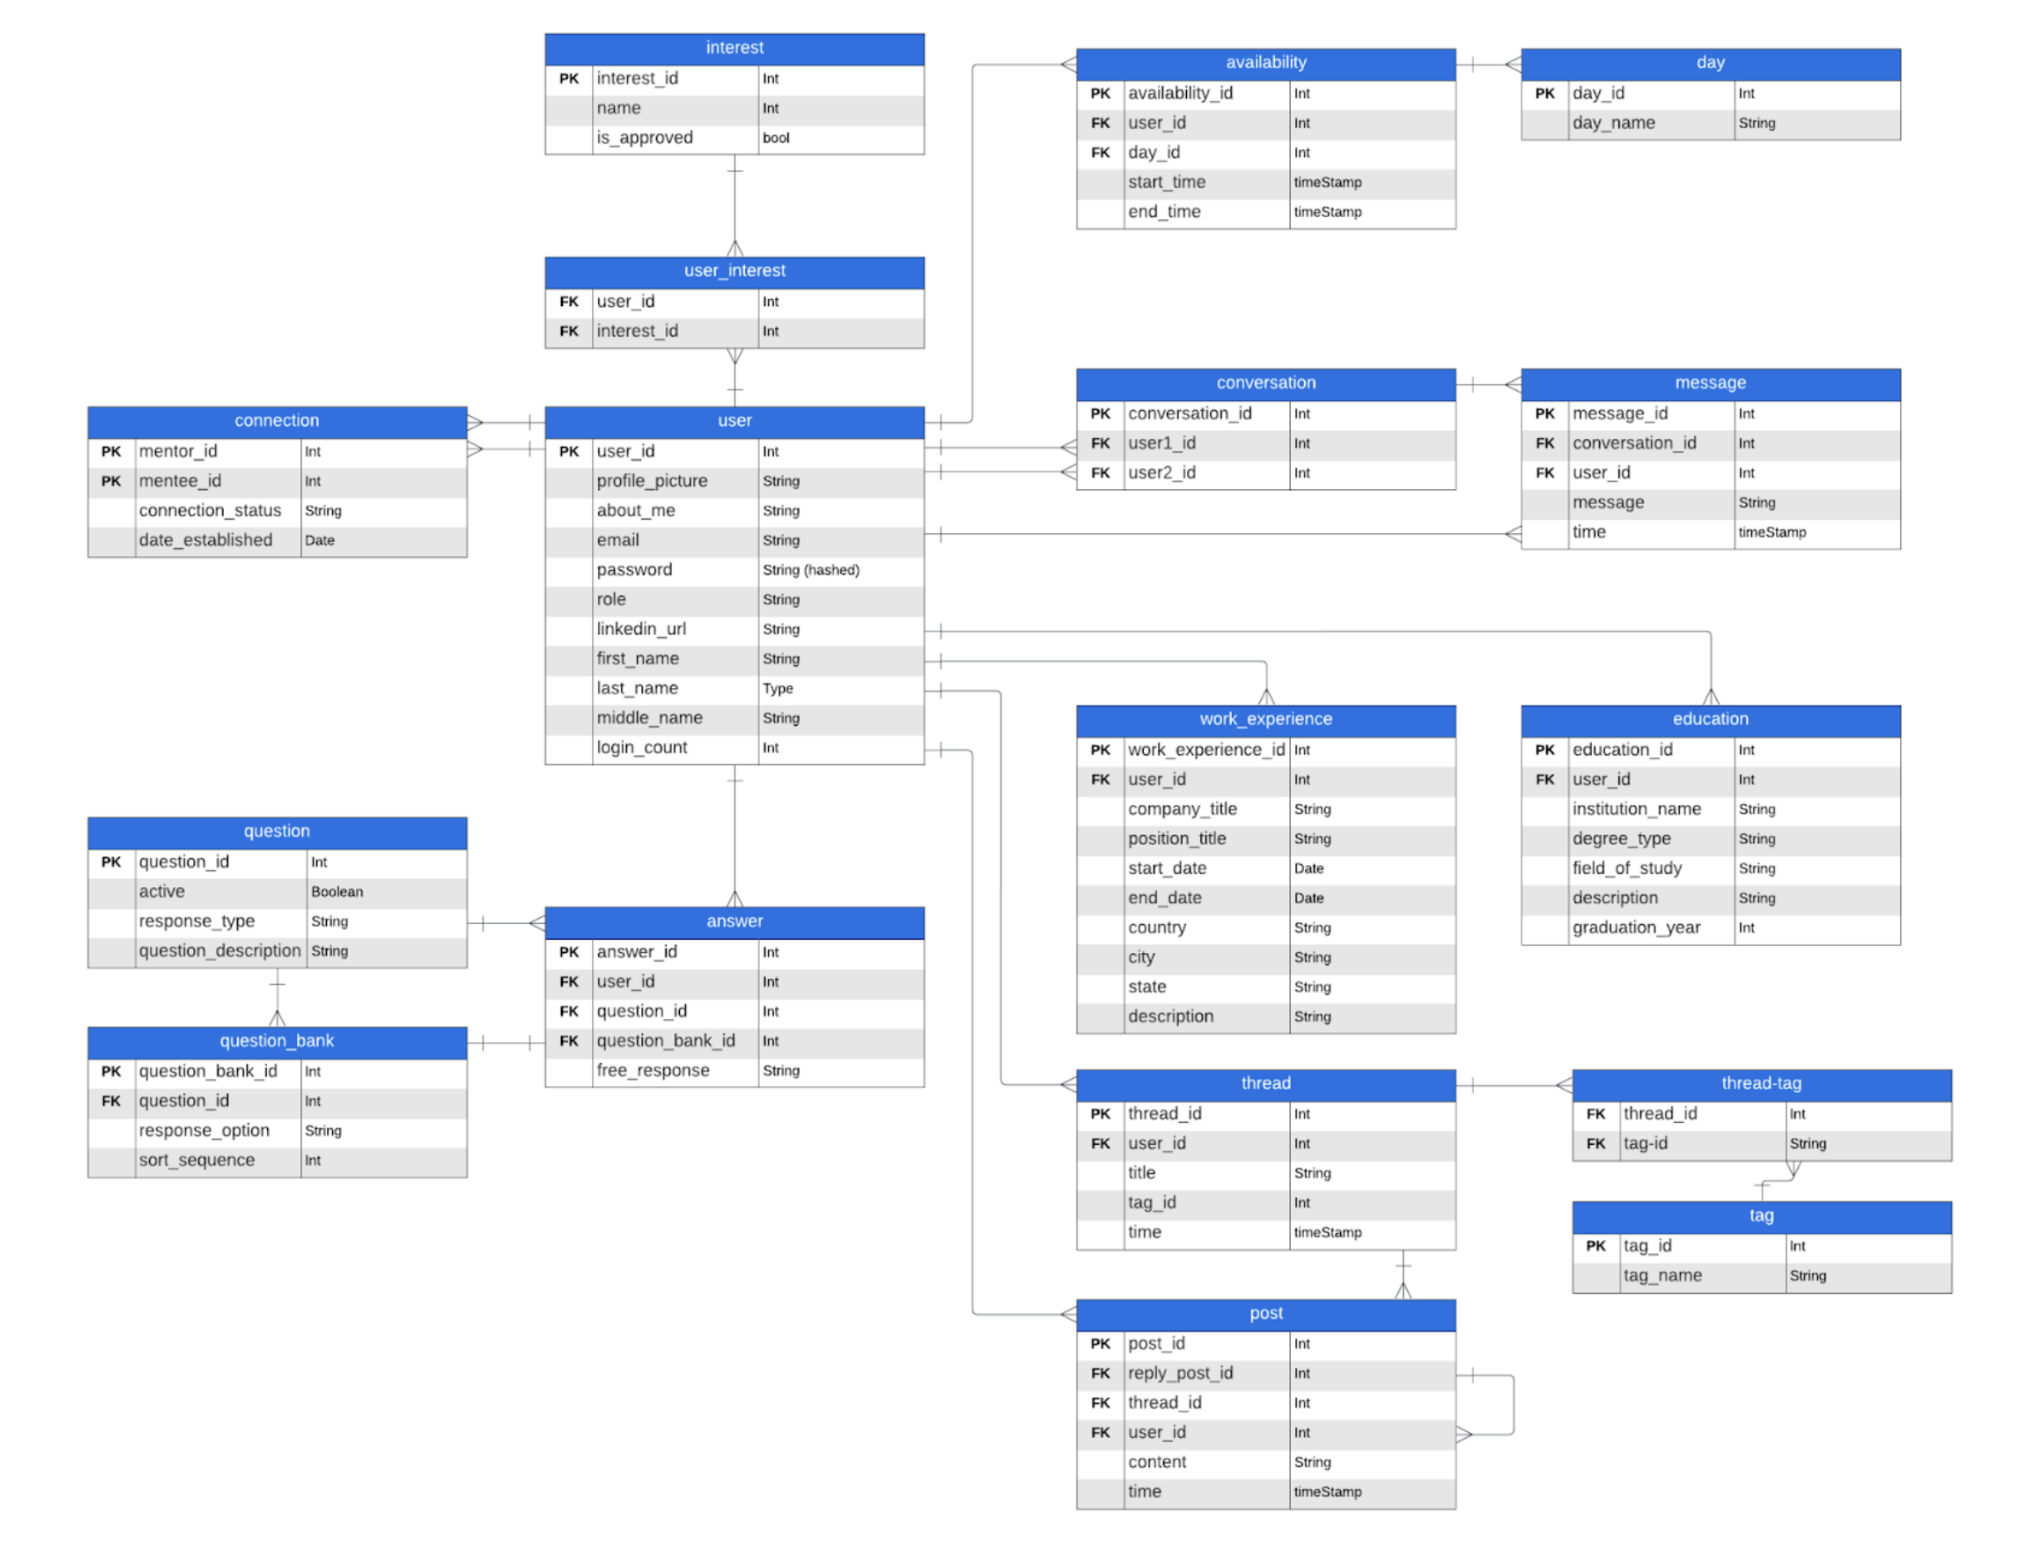 interest
PK interest_id Int
name Int
is_approved bool
user_interest
FK user_id Int
FK interest_id Int
connection
PK mentor_id Int
PK mentee_id Int
connection_status String
date_established Date
user
PK user_id Int
profile_picture String
about_me String
email String
password String (hashed)
role String
linkedin_url String
first_name String
last_name Type
middle_name String
login_count Int
question
PK question_id Int
active Boolean
response_type String
question_description String
question_bank
PK question_bank_id Int
FK question_id Int
response_option String
sort_sequence Int
answer
PK answer_id Int
FK user_id Int
FK question_id Int
FK question_bank_id Int
free_response String
availability
PK availability_id Int
FK user_id Int
FK day_id Int
start_time timeStamp
end_time timeStamp
day
PK day_id Int
day_name String
conversation
PK conversation_id Int
FK user1_id Int
FK user2_id Int
message
PK message_id Int
FK conversation_id Int
FK user_id Int
message String
time timeStamp
work_experience
PK work_experience_id Int
FK user_id Int
company_title String
position_title String
start_date Date
end_date Date
country String
city String
state String
description String
education
PK education_id Int
FK user_id Int
institution_name String
degree_type String
field_of_study String
description String
graduation_year Int
thread
PK thread_id Int
FK user_id Int
title String
tag_id Int
time timeStamp
thread-tag
FK thread_id Int
FK tag-id String
tag
PK tag_id Int
tag_name String
post
PK post_id Int
FK reply_post_id Int
FK thread_id Int
FK user_id Int
content String
time timeStamp